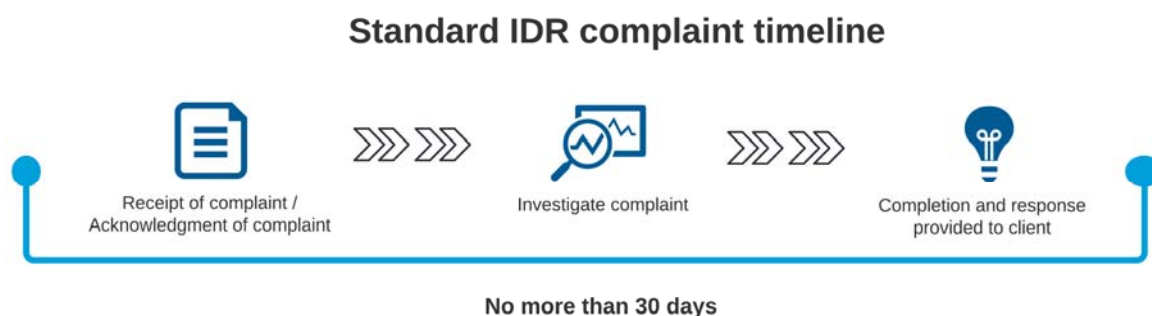 Standard IDR complaint timeline
Receipt of complaint /
Acknowledgment of complaint
Investigate complaint
Completion and response
provided to client
No more than 30 days